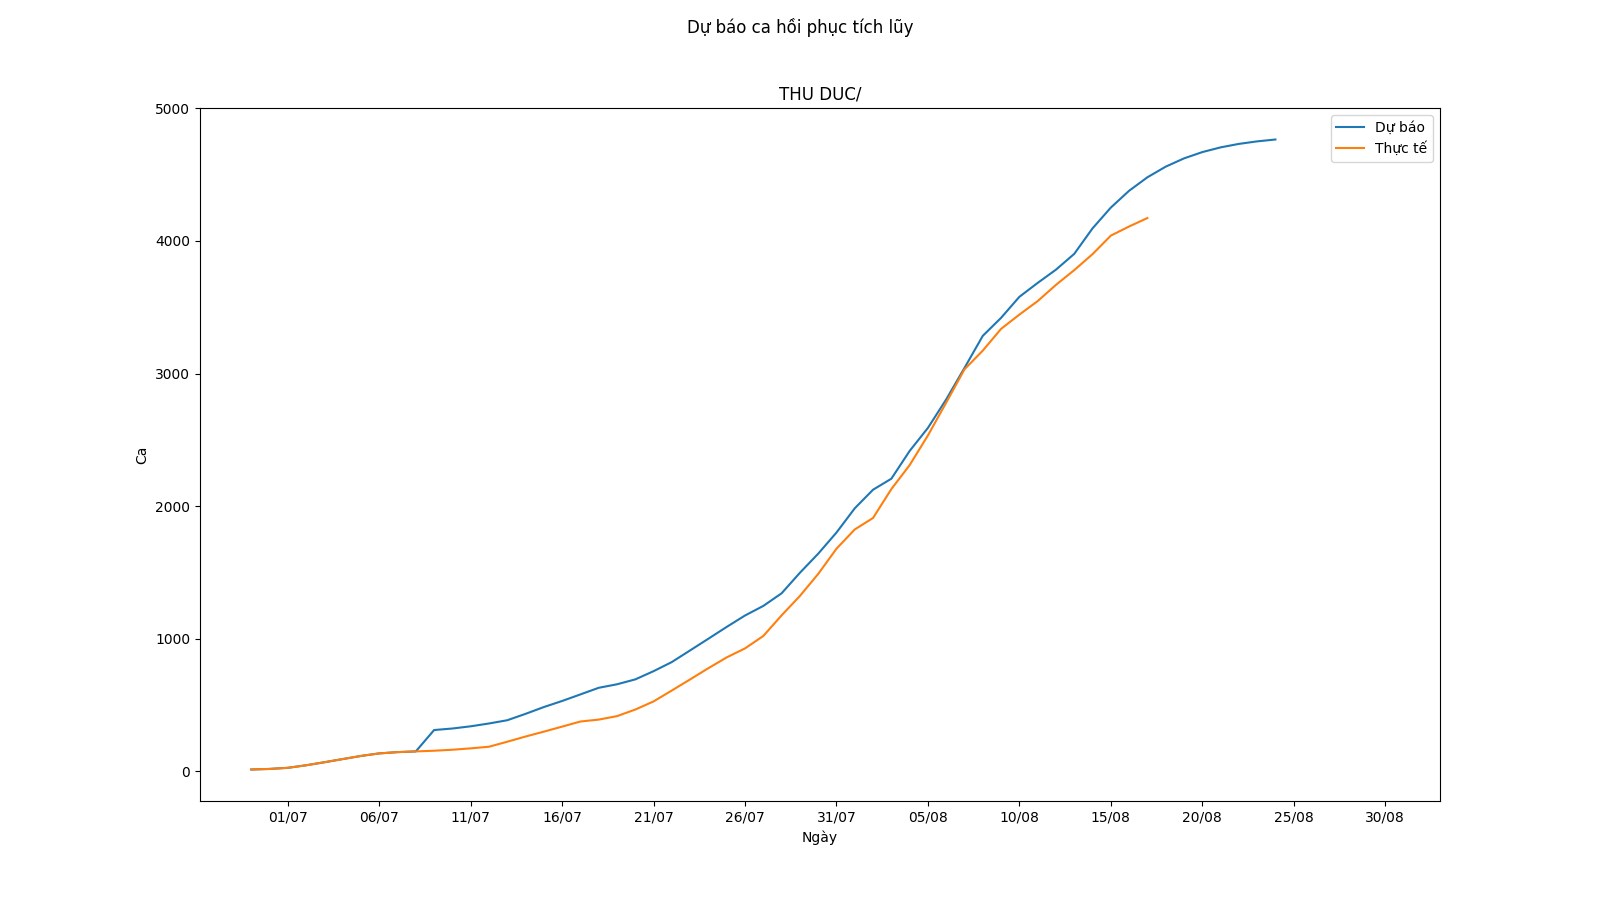 Dự báo ca hồi phục tích lũy
THU DUC/
5000
4000
3000
2000
1000
0
Ca
Dự báo
Thực tế
01/07 06/07 11/07 16/07 21/07 26/07 31/07 05/08 10/08 15/08 20/08 25/08 30/08
Ngày